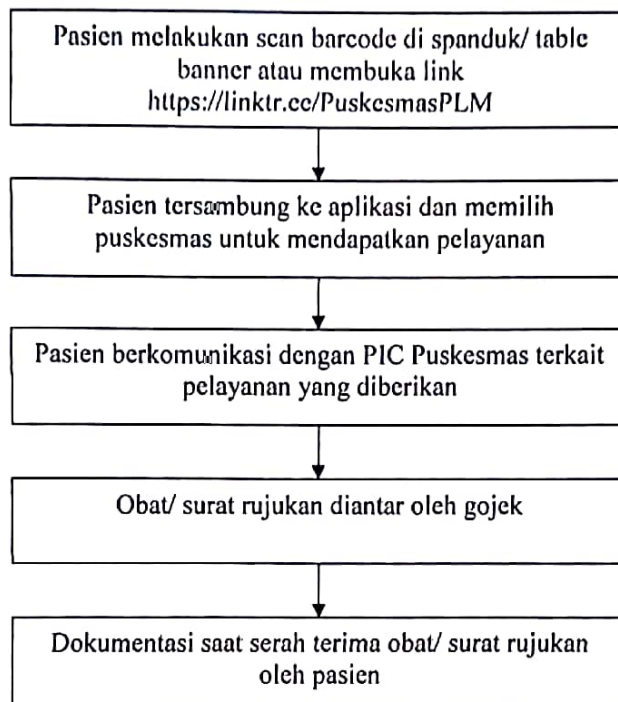 Pasien melakukan scan barcode di spanduk/ table
banner atau membuka link
https://linktr.ee/PuskesmasPLM
Pasien tersambung ke aplikasi dan memilih
puskesmas untuk mendapatkan pelayanan
Pasien berkomunikasi dengan PIC Puskesmas terkait
pelayanan yang diberikan
Obat/ surat rujukan diantar oleh gojek
Dokumentasi saat serah terima obat/ surat rujukan
oleh pasien